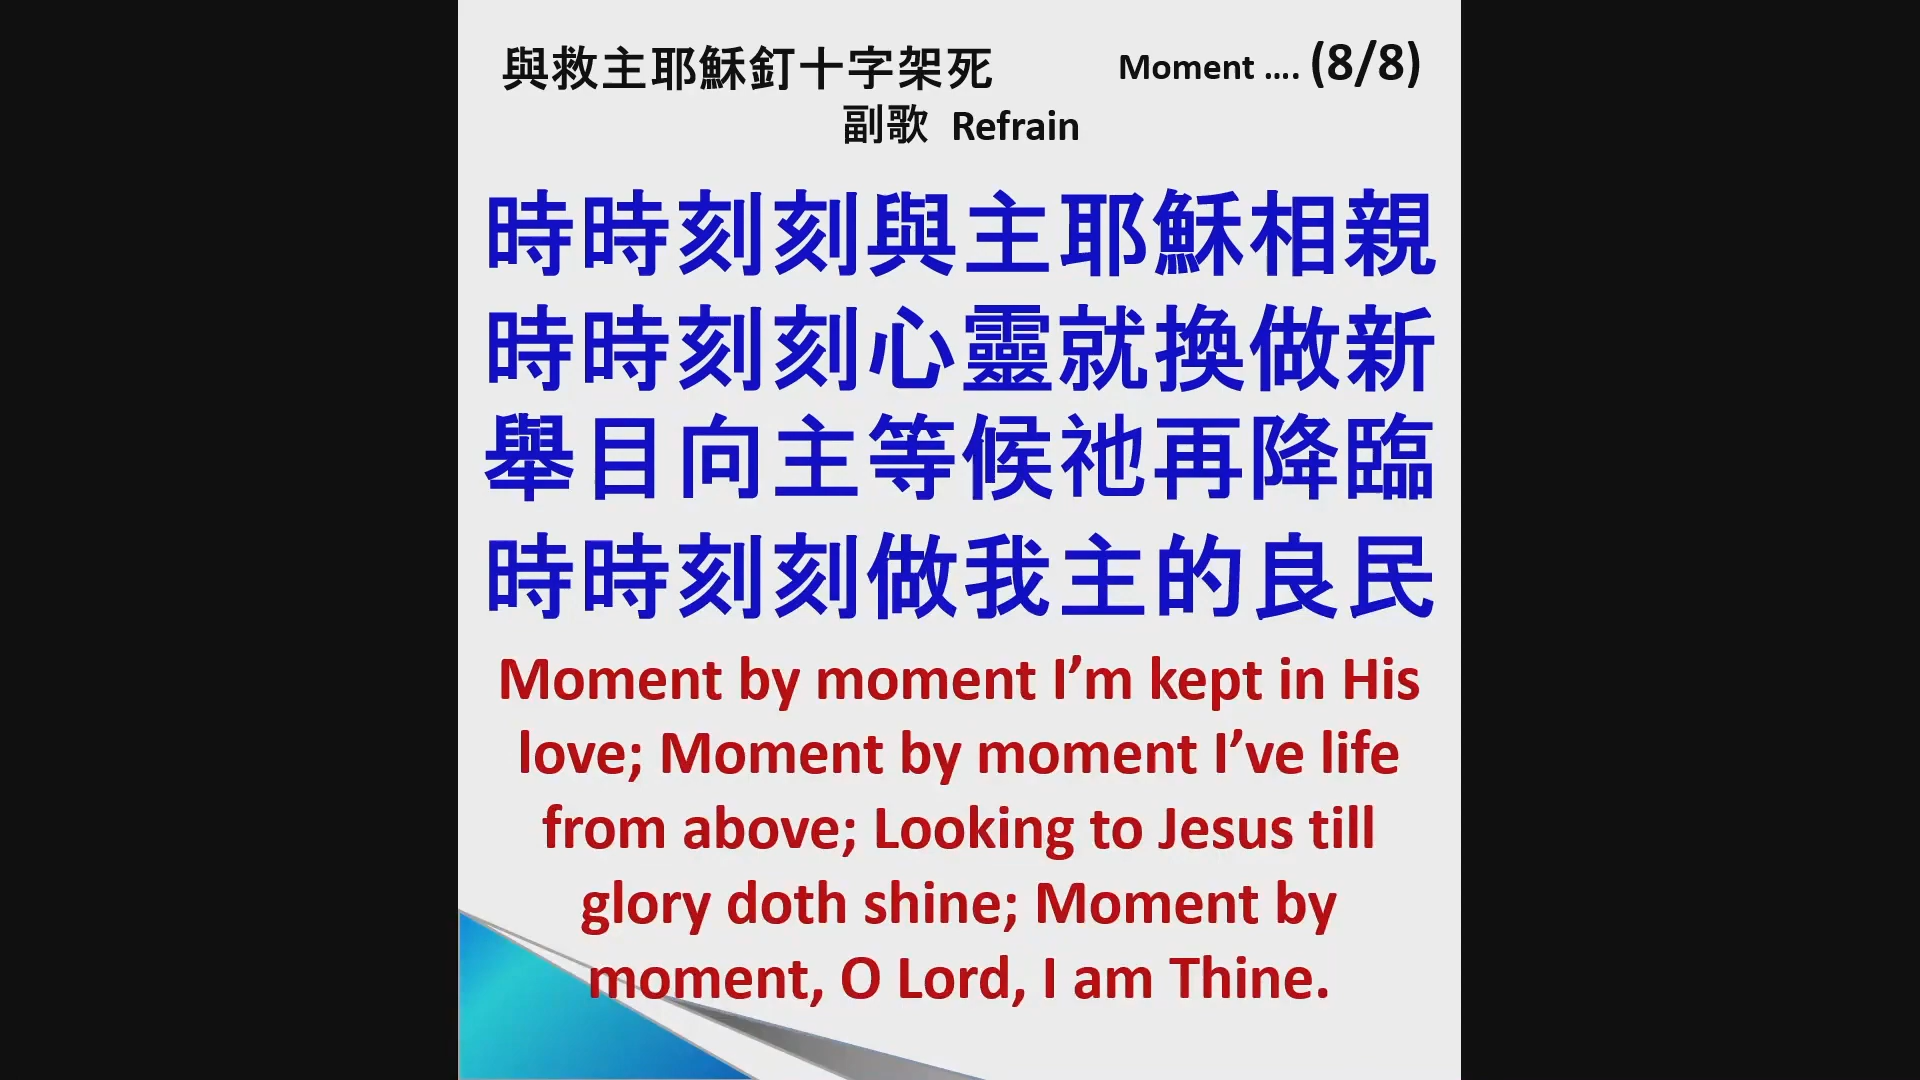 與救主耶穌釘十字架死 Moment .... (8/8)
副歌 Refrain
時時刻刻與主耶穌相親
時時刻刻心靈就換做新
舉目向主等候祂再降臨
時時刻刻做我主的良民
Moment by moment I’m kept in His
love; Moment by moment I’ve life
from above; Looking to Jesus till
glory doth shine; Moment by
moment, O Lord, I am Thine.